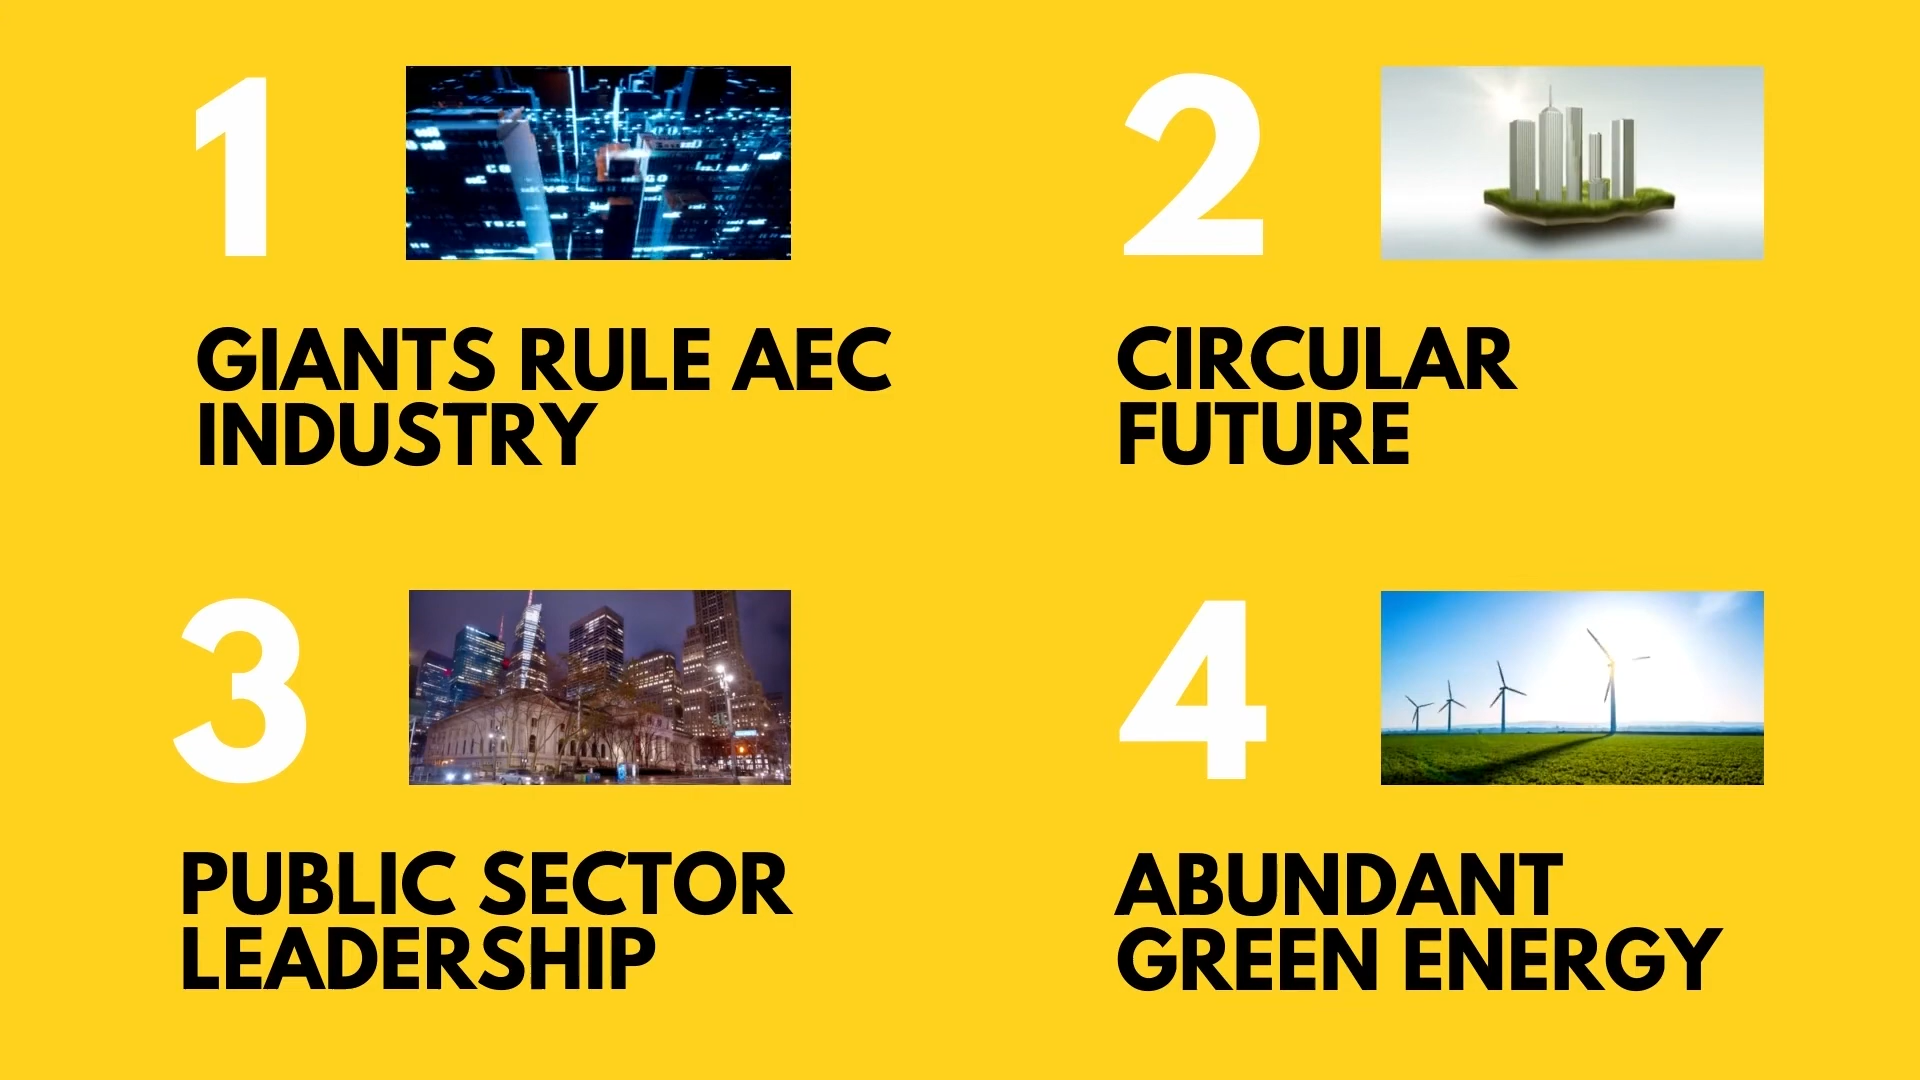 1
GIANTS RULE AEC
INDUSTRY
2
CIRCULAR
FUTURE
3
PUBLIC SECTOR
LEADERSHIP
4
ABUNDANT
GREEN ENERGY